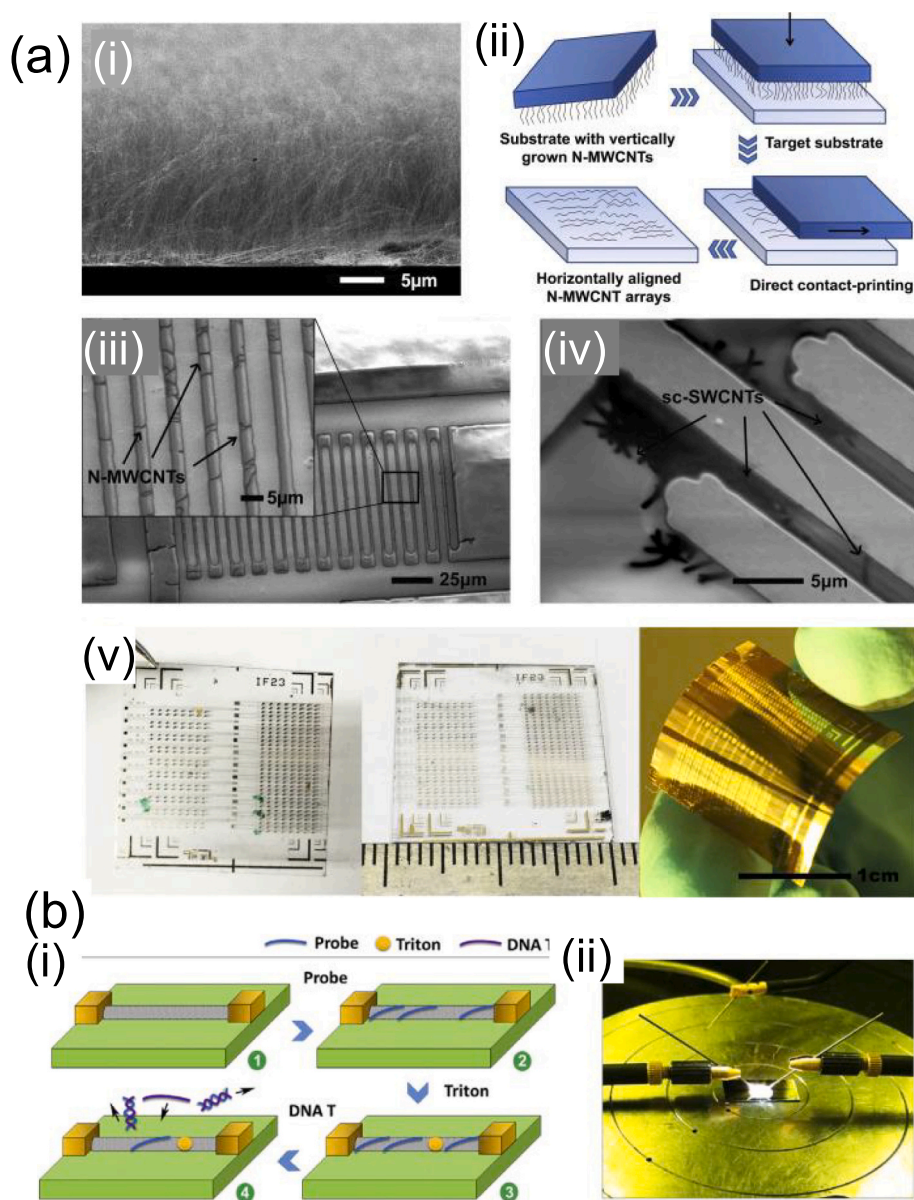 (a)
(i)
5μm
(ii)
Substrate with vertically
grown N-MWCNTs
Target substrate
Horizontally aligned
N-MWCNT arrays
Direct contact-printing
(iii)
N-MWCNTs
5μm
25μm
(iv)
sc-SWCNTs
5μm
(v)
IF23
IF23
1cm
(b)
(i)
Probe
Triton
DNA T
Probe
1
2
Triton
DNA T
4
3
(ii)